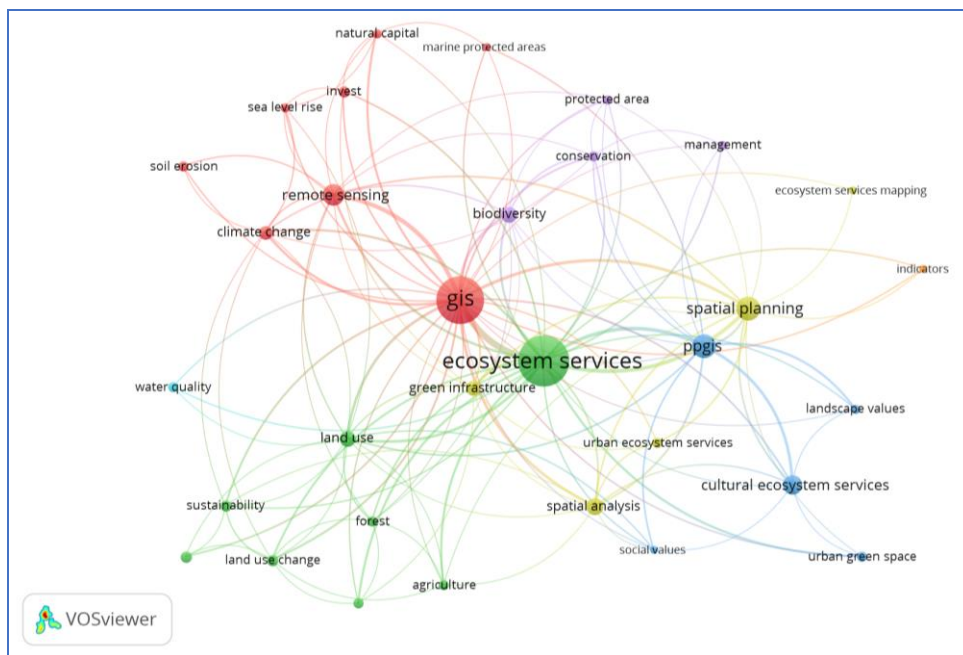 natural capital
marine protected areas
invest
protected area
sea level rise
conservation
management
soil erosion
ecosystem services mapping
remote sensing
biodiversity
climate change
indicators
gis
spatial planning
ppgis
ecosystem services
water quality
green infrastructure
landscape values
land use
urban ecosystem services
cultural ecosystem services
sustainability
spatial analysis
forest
social values
urban green space
land use change
agriculture
VOSviewer